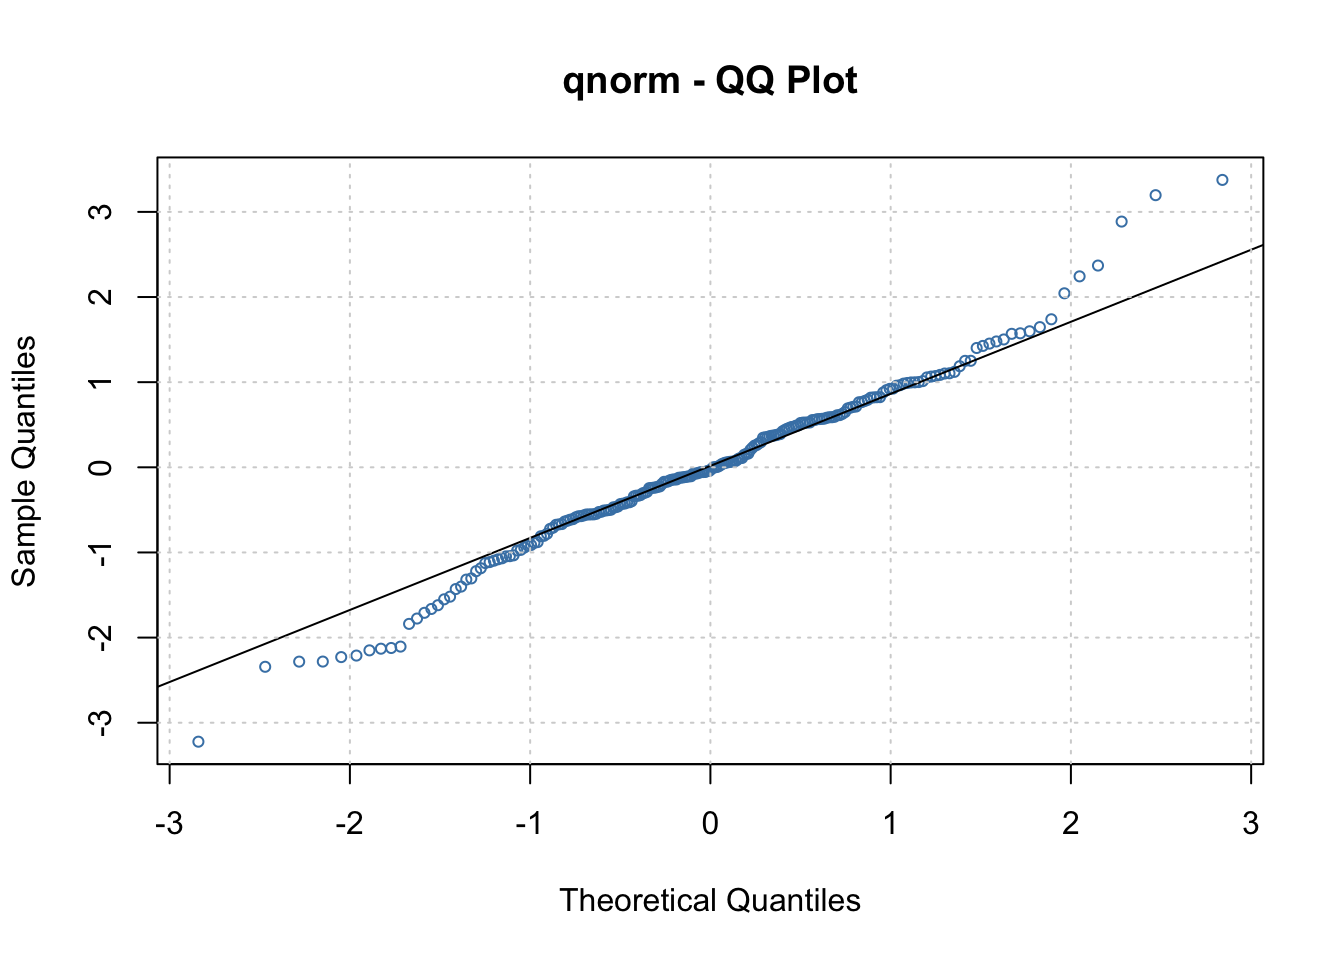 qnorm - QQ Plot
Sample Quantiles
3
2
1
0
-1
-2
-3
-3 -2 -1 0 1 2 3
Theoretical Quantiles